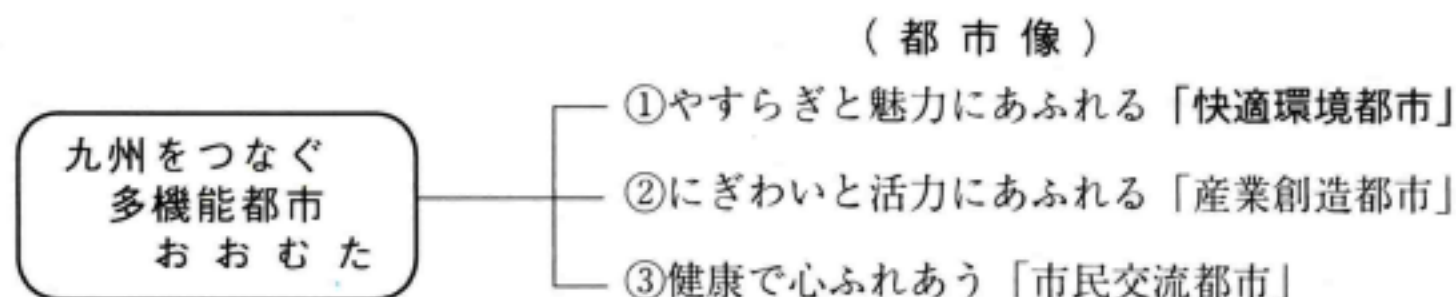 (都市像)
九州をつなぐ
多機能都市
おおむた
①やすらぎと魅力にあふれる「快適環境都市」
②にぎわいと活力にあふれる「産業創造都市」
③健康で心ふれあう「市民交流都市」